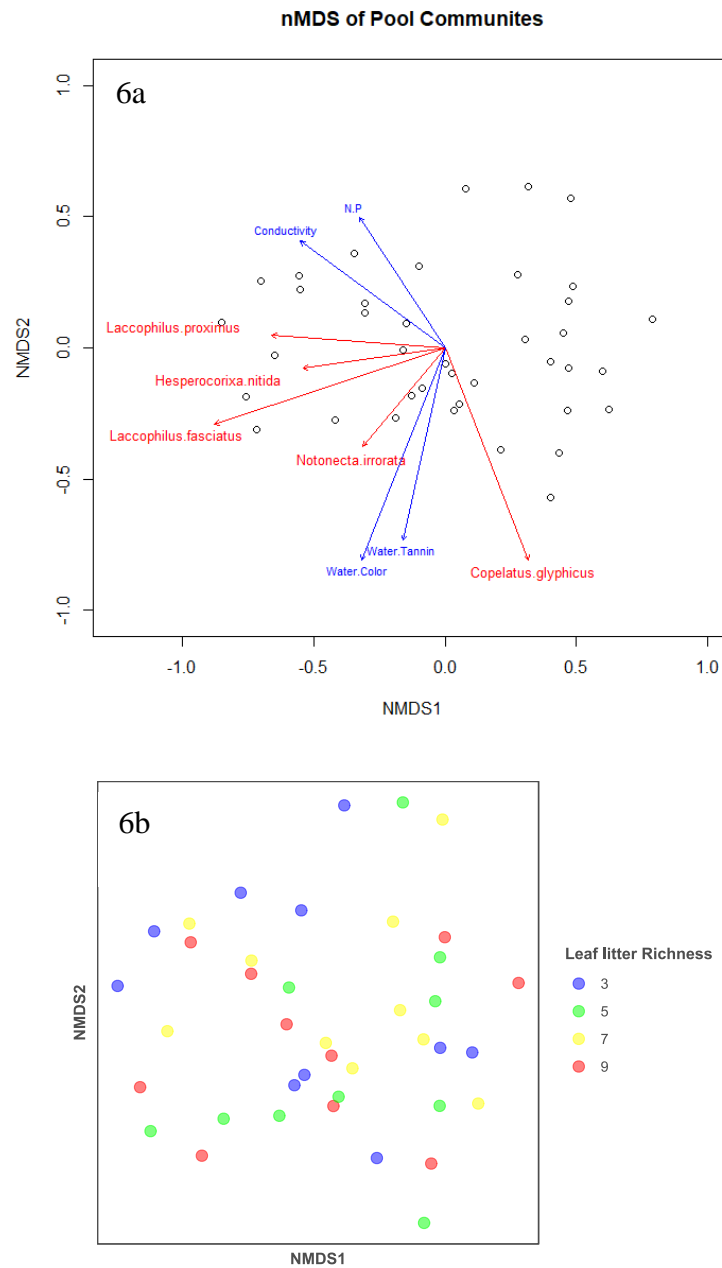 nMDS of Pool Communites
6a
1.0
N.P
0.5
Conductivity
Laccophilus.proximus
NMDS2
0.0
Hesperocorixa.nitida
Laccophilus.fasciatus
Notonecta.irrorata
-0.5
Water.Tannin
Water.Color
Copelatus.glyphicus
-1.0
-1.0 -0.5 0.0 0.5 1.0
NMDS1
6b
NMDS2
Leaf litter Richness
3
5
7
9
NMDS1